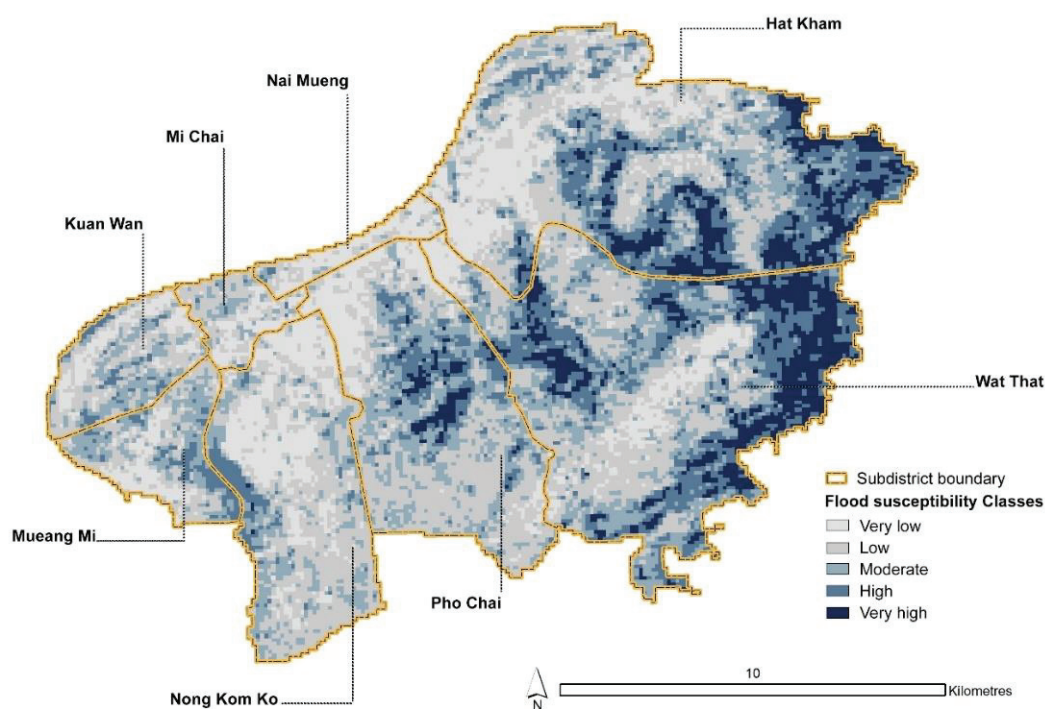 Hat Kham
Nai Mueng
Mi Chai
Kuan Wan
Wat That
Mueang Mi
Pho Chai
Nong Kom Ko
Subdistrict boundary
Flood susceptibility Classes
Very low
Low
Moderate
High
Very high
N
10
Kilometres